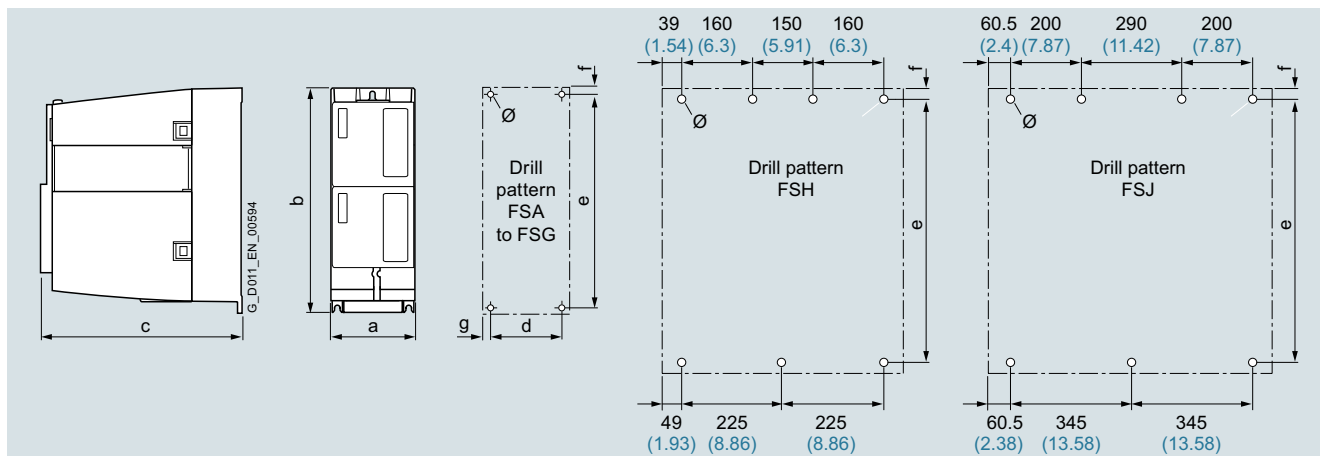 G_D011_EN_00594
c
b
a
f
Ø
Drill
pattern
FSA
to FSG
e
g
d
39 160 150 160
(1.54) (6.3) (5.91) (6.3)
f
Ø
Drill pattern
FSH
e
49 225 225
(1.93) (8.86) (8.86)
60.5 200 290 200
(2.4) (7.87) (11.42) (7.87)
f
Ø
Drill pattern
FSJ
e
60.5 345 345
(2.38) (13.58) (13.58)